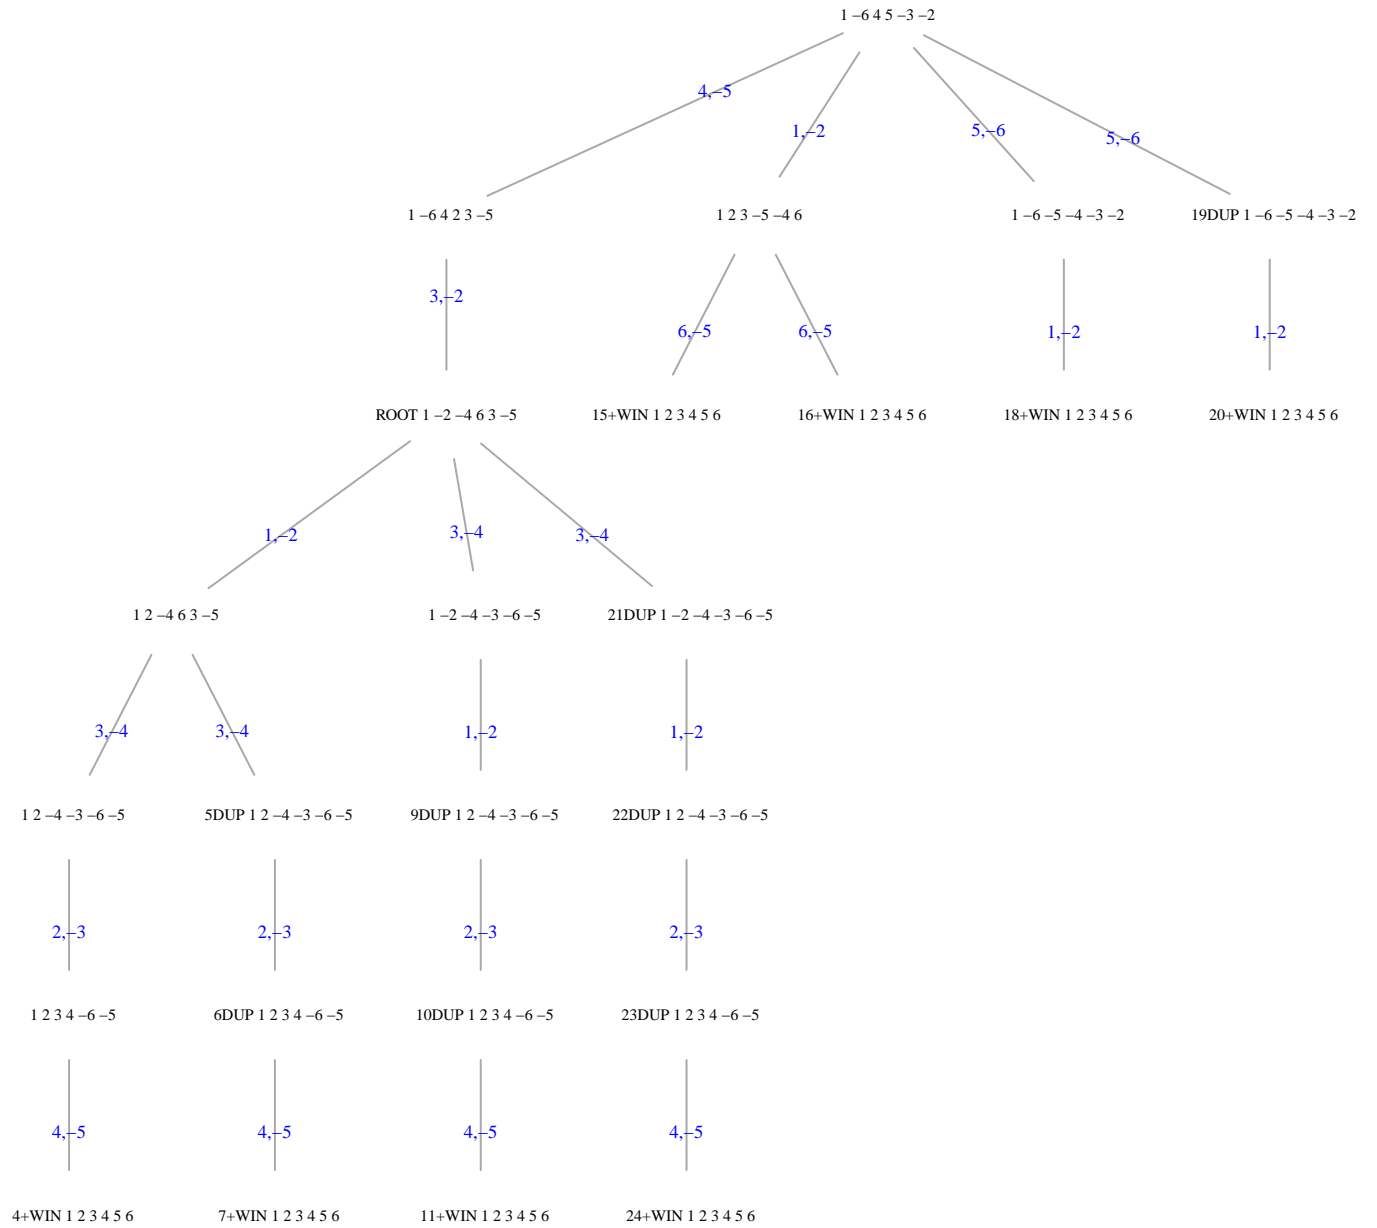 1 −6 4 5 −3 −2
4,−5
1,−2
5,−6
5,−6
1 −6 4 2 3 −5
1 2 3 −5 −4 6
1 −6 −5 −4 −3 −2
19DUP 1 −6 −5 −4 −3 −2
3,−2
6,−5
6,−5
1,−2
1,−2
ROOT 1 −2 −4 6 3 −5
15+WIN 1 2 3 4 5 6
16+WIN 1 2 3 4 5 6
18+WIN 1 2 3 4 5 6
20+WIN 1 2 3 4 5 6
1,−2
3,−4
3,−4
1 2 −4 6 3 −5
1 −2 −4 −3 −6 −5
21DUP 1 −2 −4 −3 −6 −5
3,−4
3,−4
1,−2
1,−2
1 2 −4 −3 −6 −5
5DUP 1 2 −4 −3 −6 −5
9DUP 1 2 −4 −3 −6 −5
22DUP 1 2 −4 −3 −6 −5
2,−3
2,−3
2,−3
2,−3
1 2 3 4 −6 −5
6DUP 1 2 3 4 −6 −5
10DUP 1 2 3 4 −6 −5
23DUP 1 2 3 4 −6 −5
4,−5
4,−5
4,−5
4,−5
4+WIN 1 2 3 4 5 6
7+WIN 1 2 3 4 5 6
11+WIN 1 2 3 4 5 6
24+WIN 1 2 3 4 5 6